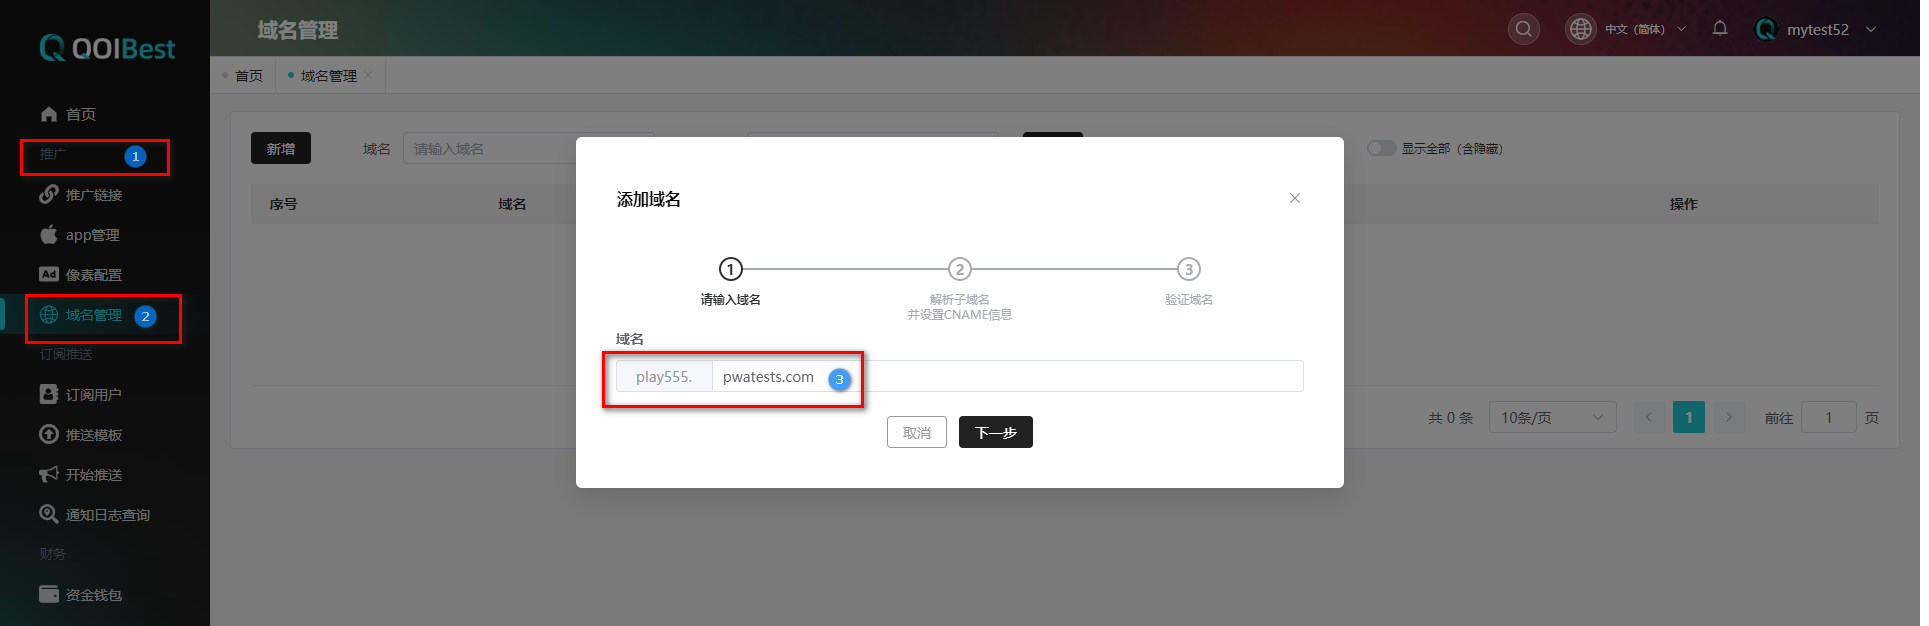 QOIBest
首页
推广
1
推广链接
app管理
Ad 像素配置
域名管理
2
订阅推送
订阅用户
推送模板
开始推送
通知日志查询
财务
资金钱包
域名管理
中文 (简体)
mytest52
首页
域名管理
新增
域名
请输入域名
显示全部 (含隐藏)
序号
域名
操作
添加域名
1
2
3
请输入域名
解析子域名
并设置CNAME信息
验证域名
域名
play555.
pwatests.com
3
取消
下一步
共 0 条
10条/页
1
前往
1
页